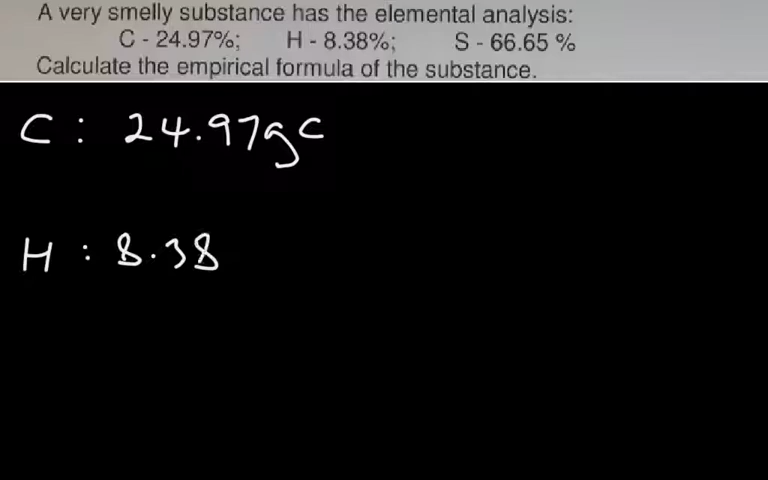 A very smelly substance has the elemental analysis:
C - 24.97%; H - 8.38%; S - 66.65 %
Calculate the empirical formula of the substance.
C : 24.97g C
H : 8.38